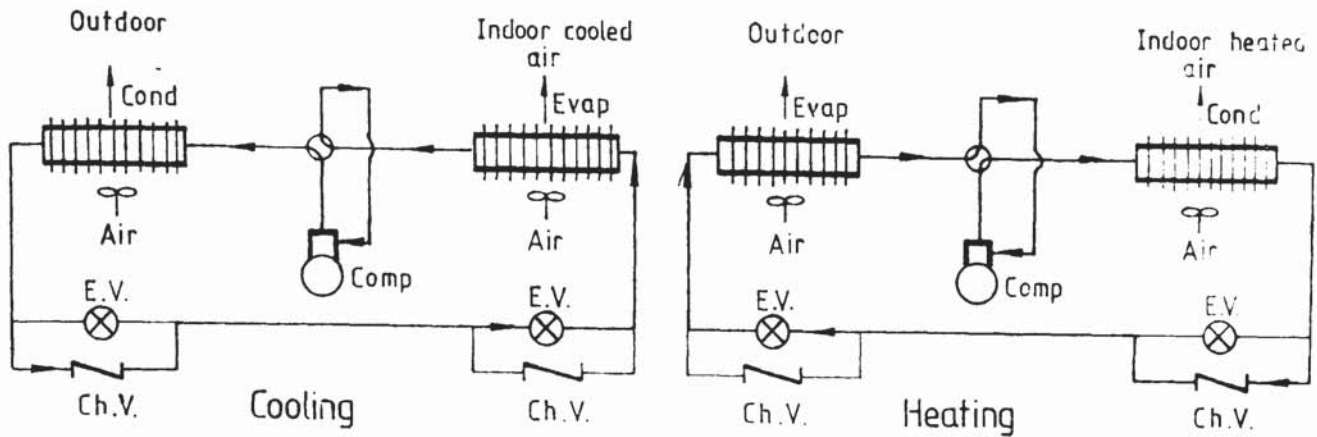 Outdoor
Cond
Air
Indoor cooled
air
Evap
Air
Comp
E.V.
E.V.
Ch.V.
Cooling
Ch.V.
Outdoor
Evap
Air
Indoor heated
air
Cond
Air
Comp
E.V.
E.V.
Ch.V.
Heating
Ch.V.